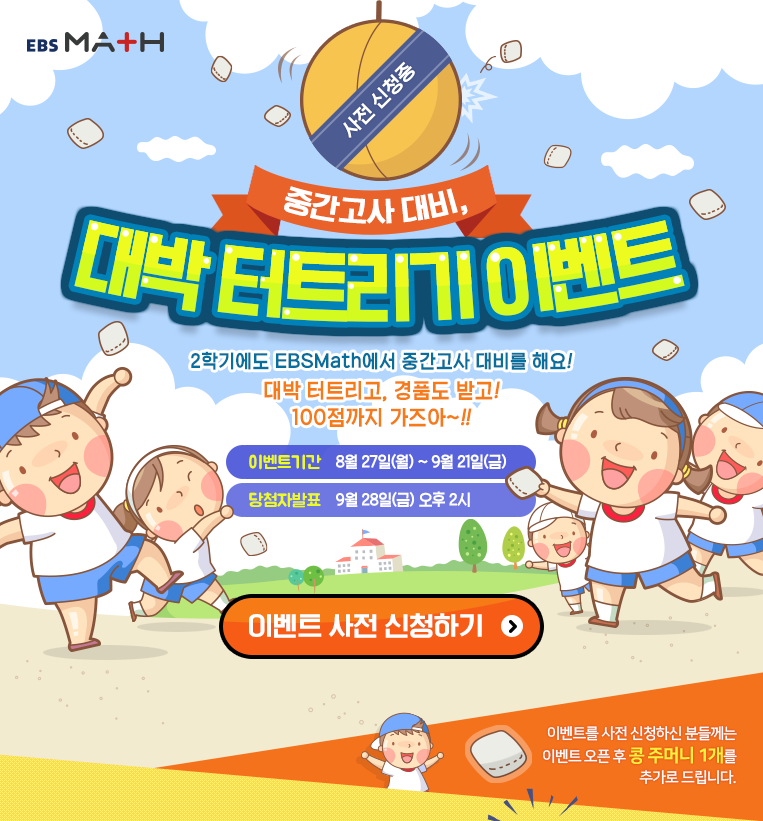 EBS MATH
사전 신청중
중간고사 대비,
대박 터트리기 이벤트
2학기에도 EBSMath에서 중간고사 대비를 해요!
대박 터트리고, 경품도 받고!
100점까지 가즈아~!!
이벤트기간 8월 27일(월) ~ 9월 21일(금)
당첨자발표 9월 28일(금) 오후 2시
이벤트 사전 신청하기
이벤트를 사전 신청하신 분들께는
이벤트 오픈 후 콩 주머니 1개를
추가로 드립니다.